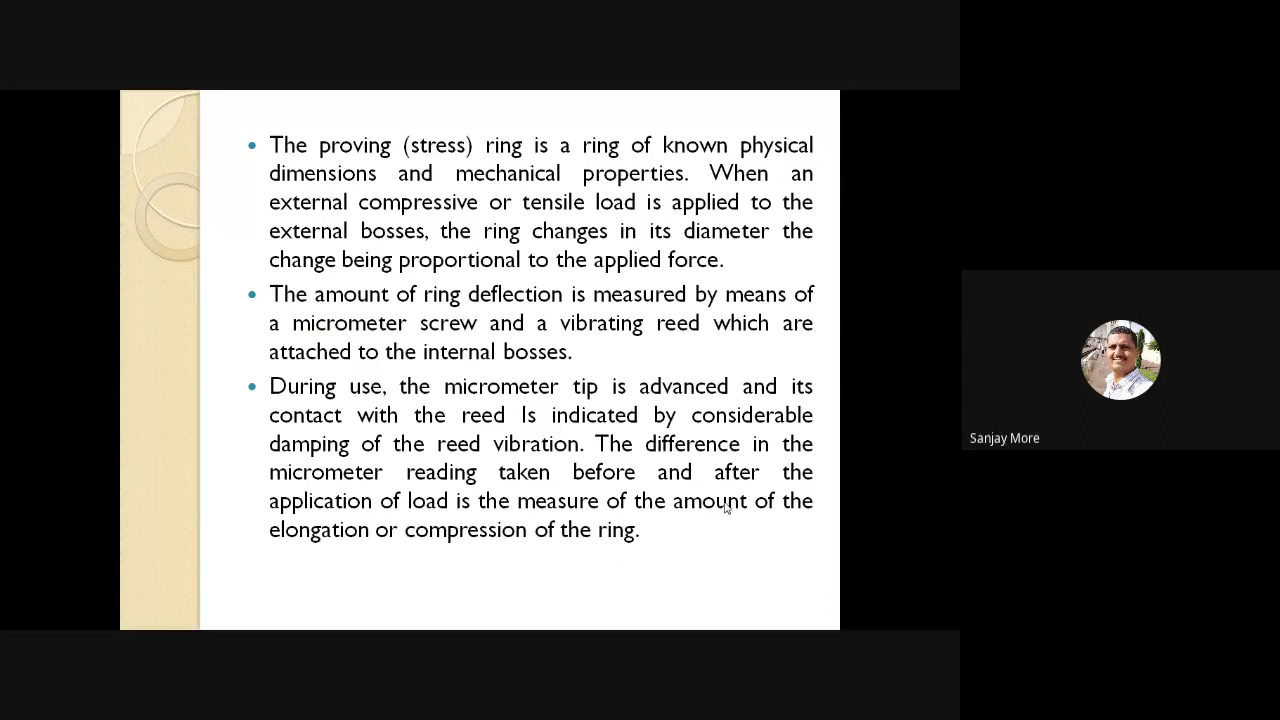 The proving (stress) ring is a ring of known physical
dimensions and mechanical properties. When an
external compressive or tensile load is applied to the
external bosses, the ring changes in its diameter the
change being proportional to the applied force.
The amount of ring deflection is measured by means of
a micrometer screw and a vibrating reed which are
attached to the internal bosses.
During use, the micrometer tip is advanced and its
contact with the reed Is indicated by considerable
damping of the reed vibration. The difference in the
micrometer reading taken before and after the
application of load is the measure of the amount of the
elongation or compression of the ring.
Sanjay More